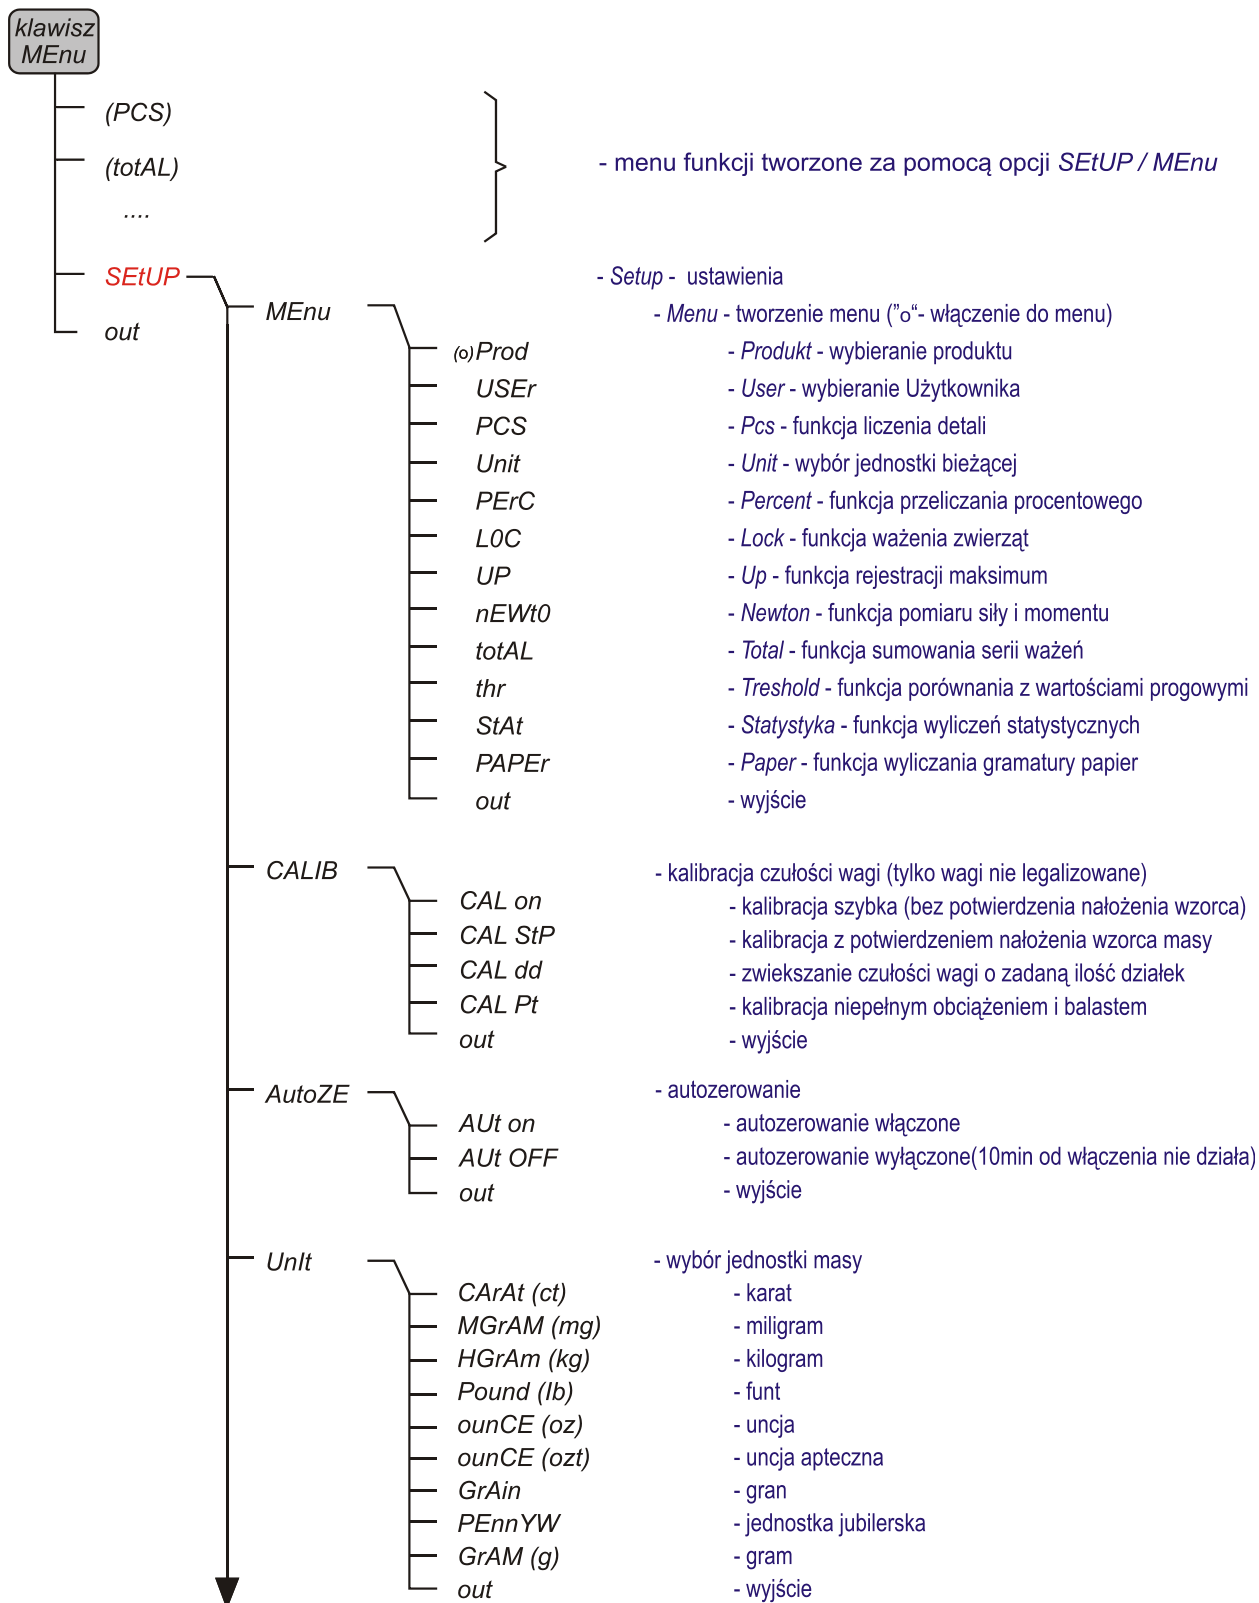 klawisz
MEnu
(PCS)
(totAL)
- menu funkcji tworzone za pomocą opcji SEtUP / MEnu
....
SEtUP - Setup - ustawienia
MEnu - Menu - tworzenie menu (”o“- włączenie do menu)
out
(o) Prod - Produkt - wybieranie produktu
USEr - User - wybieranie Użytkownika
PCS - Pcs - funkcja liczenia detali
Unit - Unit - wybór jednostki bieżącej
PErC - Percent - funkcja przeliczania procentowego
L0C - Lock - funkcja ważenia zwierząt
UP - Up - funkcja rejestracji maksimum
nEWt0 - Newton - funkcja pomiaru siły i momentu
totAL - Total - funkcja sumowania serii ważeń
thr - Treshold - funkcja porównania z wartościami progowymi
StAt - Statystyka - funkcja wyliczeń statystycznych
PAPEr - Paper - funkcja wyliczania gramatury papier
out - wyjście
CALIB - kalibracja czułości wagi (tylko wagi nie legalizowane)
CAL on - kalibracja szybka (bez potwierdzenia nałożenia wzorca)
CAL StP - kalibracja z potwierdzeniem nałożenia wzorca masy
CAL dd - zwiekszanie czułości wagi o zadaną ilość działek
CAL Pt - kalibracja niepełnym obciążeniem i balastem
out - wyjście
AutoZE - autozerowanie
AUt on - autozerowanie włączone
AUt OFF - autozerowanie wyłączone(10min od włączenia nie działa)
out - wyjście
UnIt - wybór jednostki masy
CArAt (ct) - karat
MGrAM (mg) - miligram
HGrAm (kg) - kilogram
Pound (lb) - funt
ounCE (oz) - uncja
ounCE (ozt) - uncja apteczna
GrAin - gran
PEnnYW - jednostka jubilerska
GrAM (g) - gram
out - wyjście